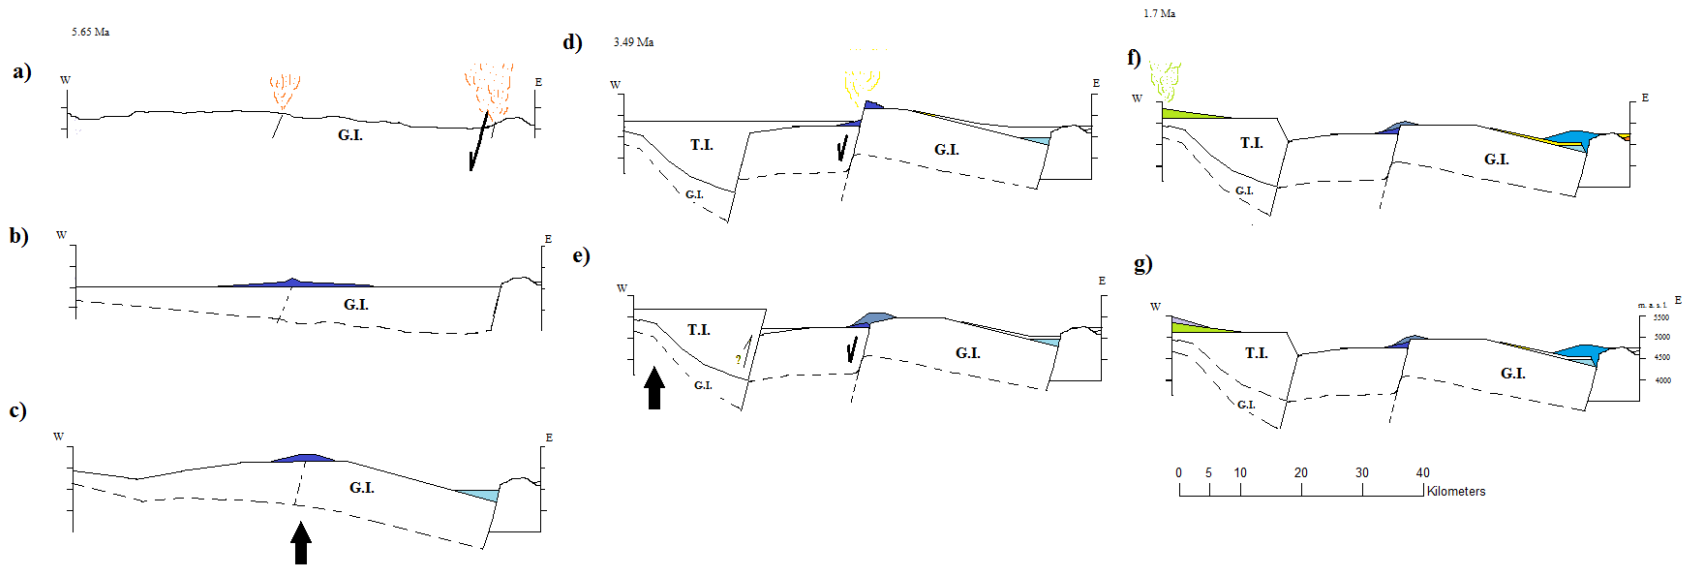 5.65 Ma
a)
W
E
G.I.
b)
W
E
G.I.
c)
W
E
G.I.
d)
3.49 Ma
W
E
T.I.
G.I.
G.I.
e)
W
E
T.I.
?
G.I.
G.I.
1.7 Ma
f)
W
E
T.I.
G.I.
G.I.
g)
W
m. a. s. l.
E
5500
5000
4500
4000
T.I.
G.I.
G.I.
0 5 10 20 30 40
Kilometers